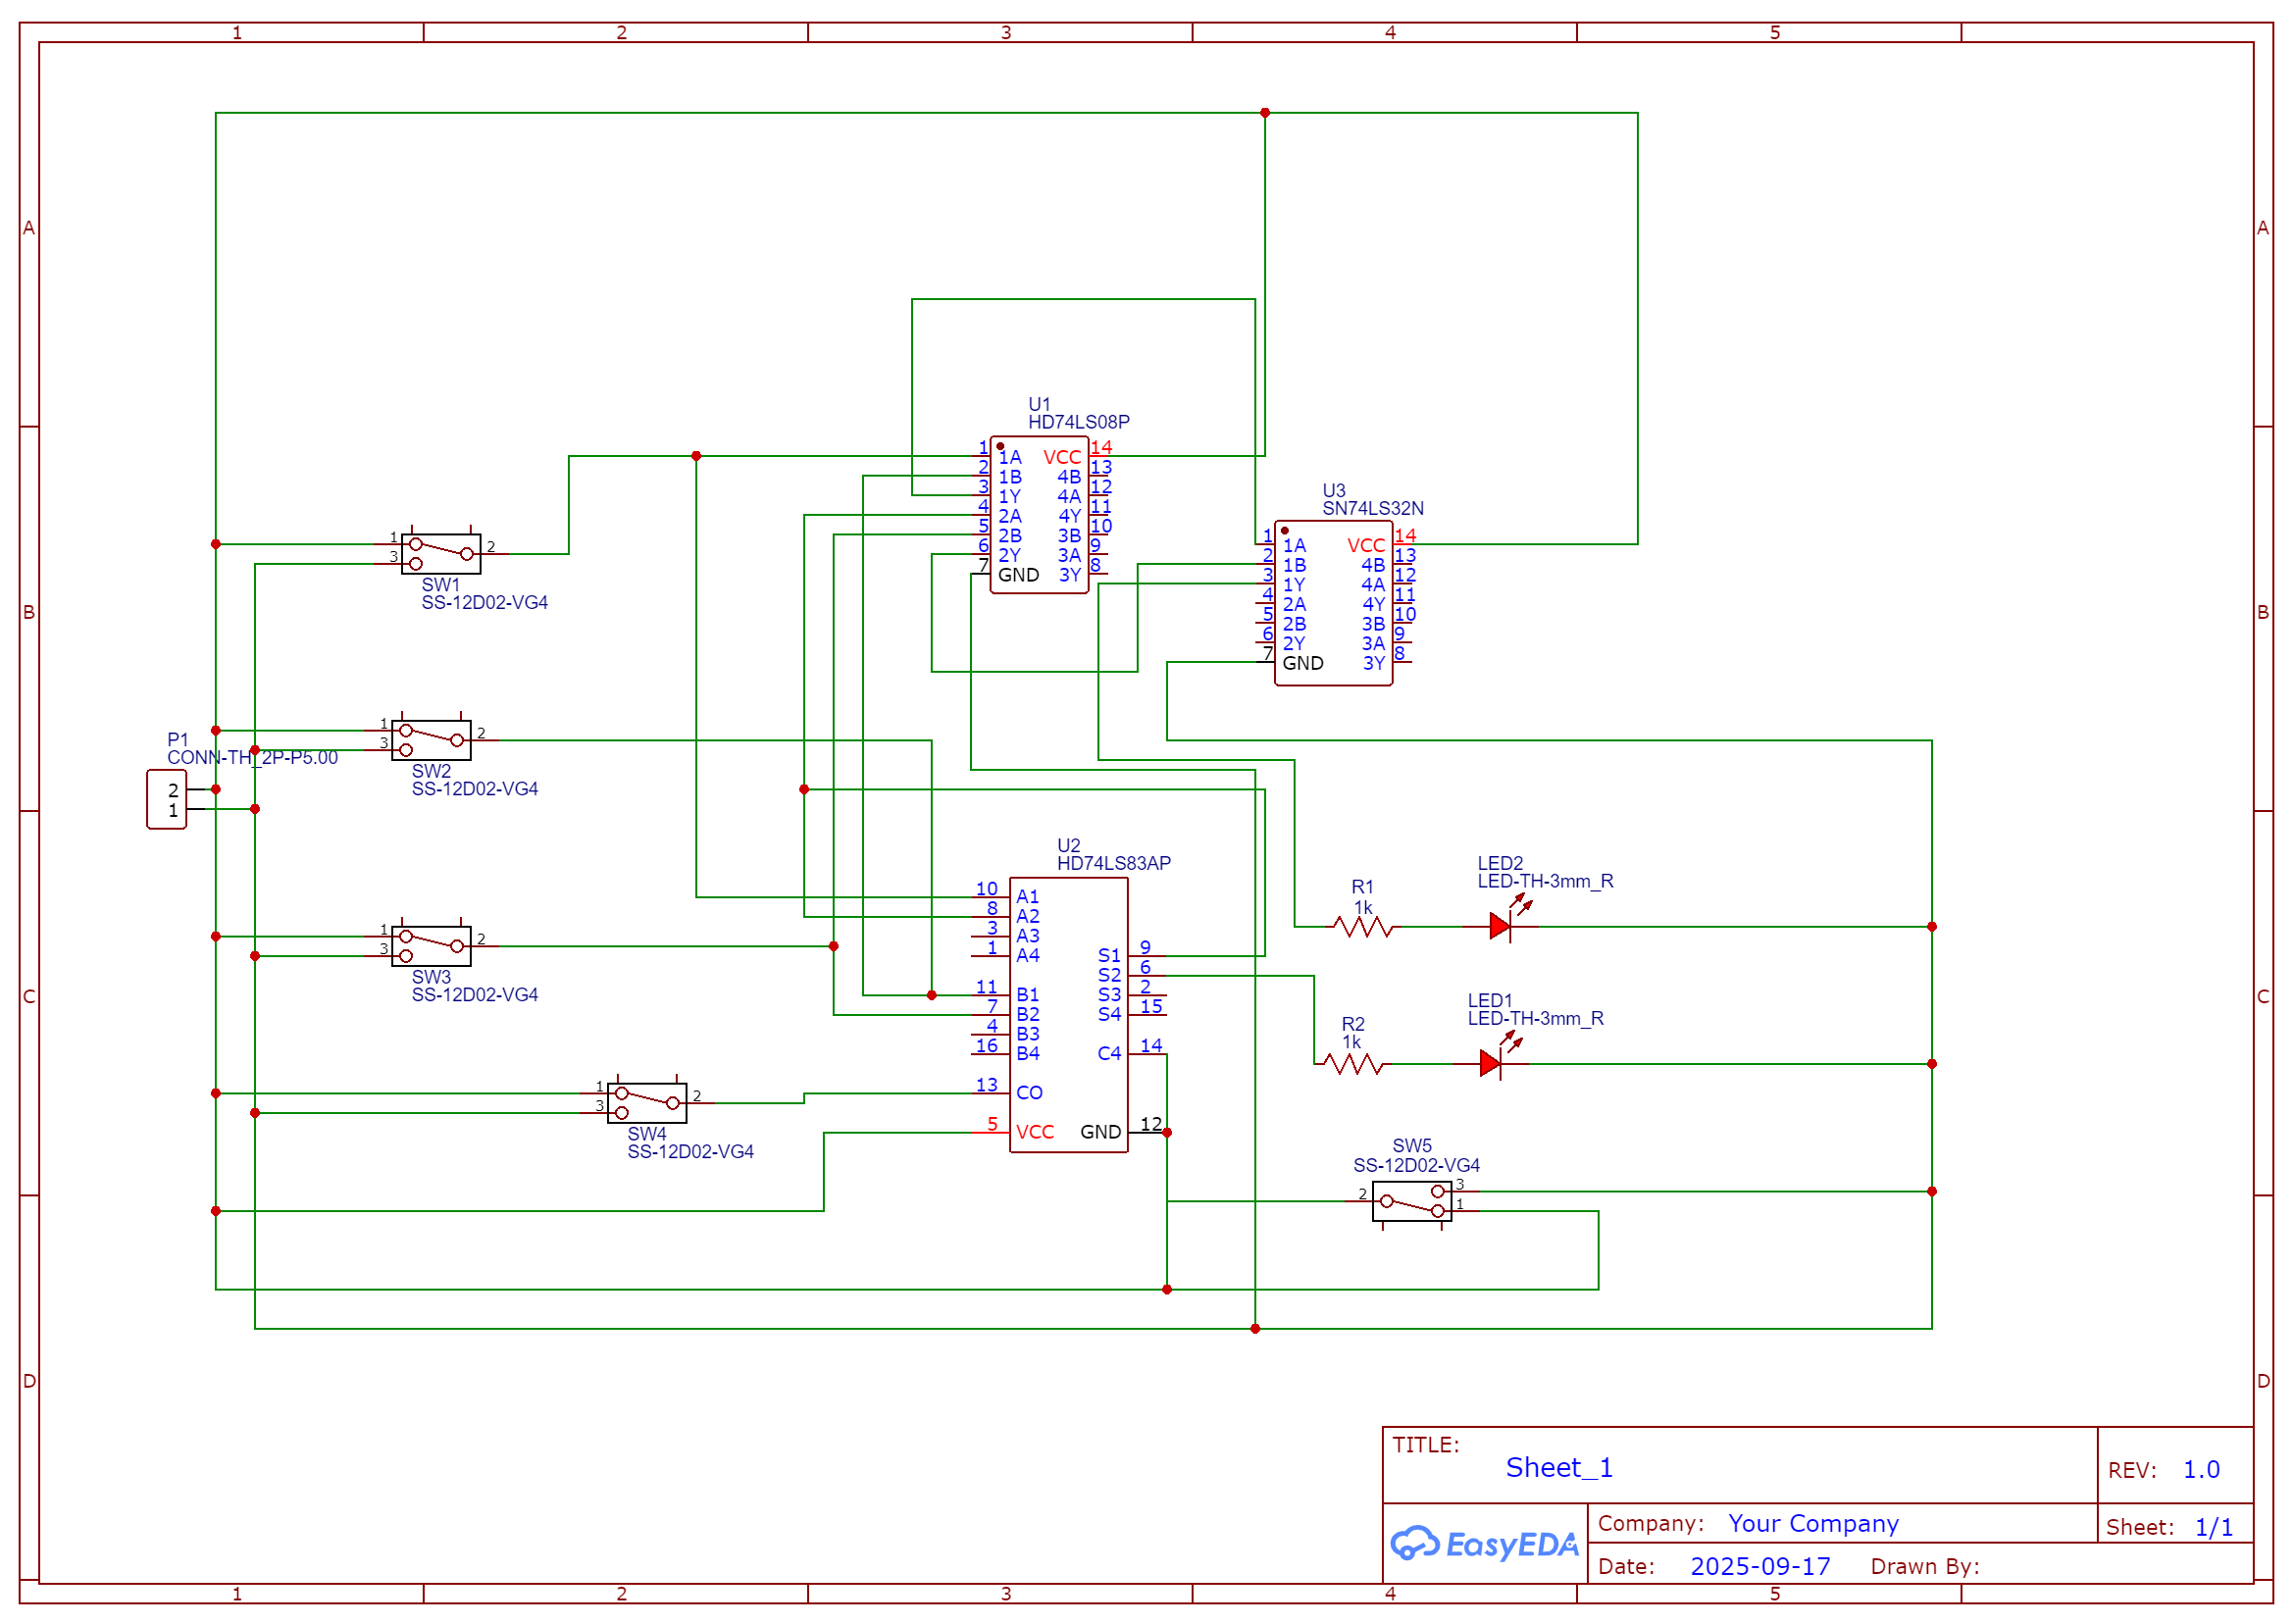 1 2 3 4 5
A A
U1
HD74LS08P
1 1A VCC 14
2 1B 4B 13
3 1Y 4A 12
4 2A 4Y 11
5 2B 3B 10
6 2Y 3A 9
7 GND 3Y 8
U3
SN74LS32N
1 1A VCC 14
2 1B 4B 13
3 1Y 4A 12
4 2A 4Y 11
5 2B 3B 10
6 2Y 3A 9
7 GND 3Y 8
1 2
3
SW1
SS-12D02-VG4
B B
1 2
3
SW2
SS-12D02-VG4
P1
CONN-TH_2P-P5.00
2
1
U2
HD74LS83AP
10 A1
8 A2
3 A3
1 A4 S1 9
S2 6
11 B1 S3 2
7 B2 S4 15
4 B3
16 B4 C4 14
13 CO
5 VCC GND 12
LED2
LED-TH-3mm_R
R1
1k
1 2
3
SW3
SS-12D02-VG4
C C
LED1
LED-TH-3mm_R
R2
1k
1 2
3
SW4
SS-12D02-VG4
SW5
SS-12D02-VG4
2 3
1
D D
TITLE:
Sheet_1
REV: 1.0
EasyEDA
Company: Your Company
Sheet: 1/1
Date: 2025-09-17 Drawn By:
1 2 3 4 5